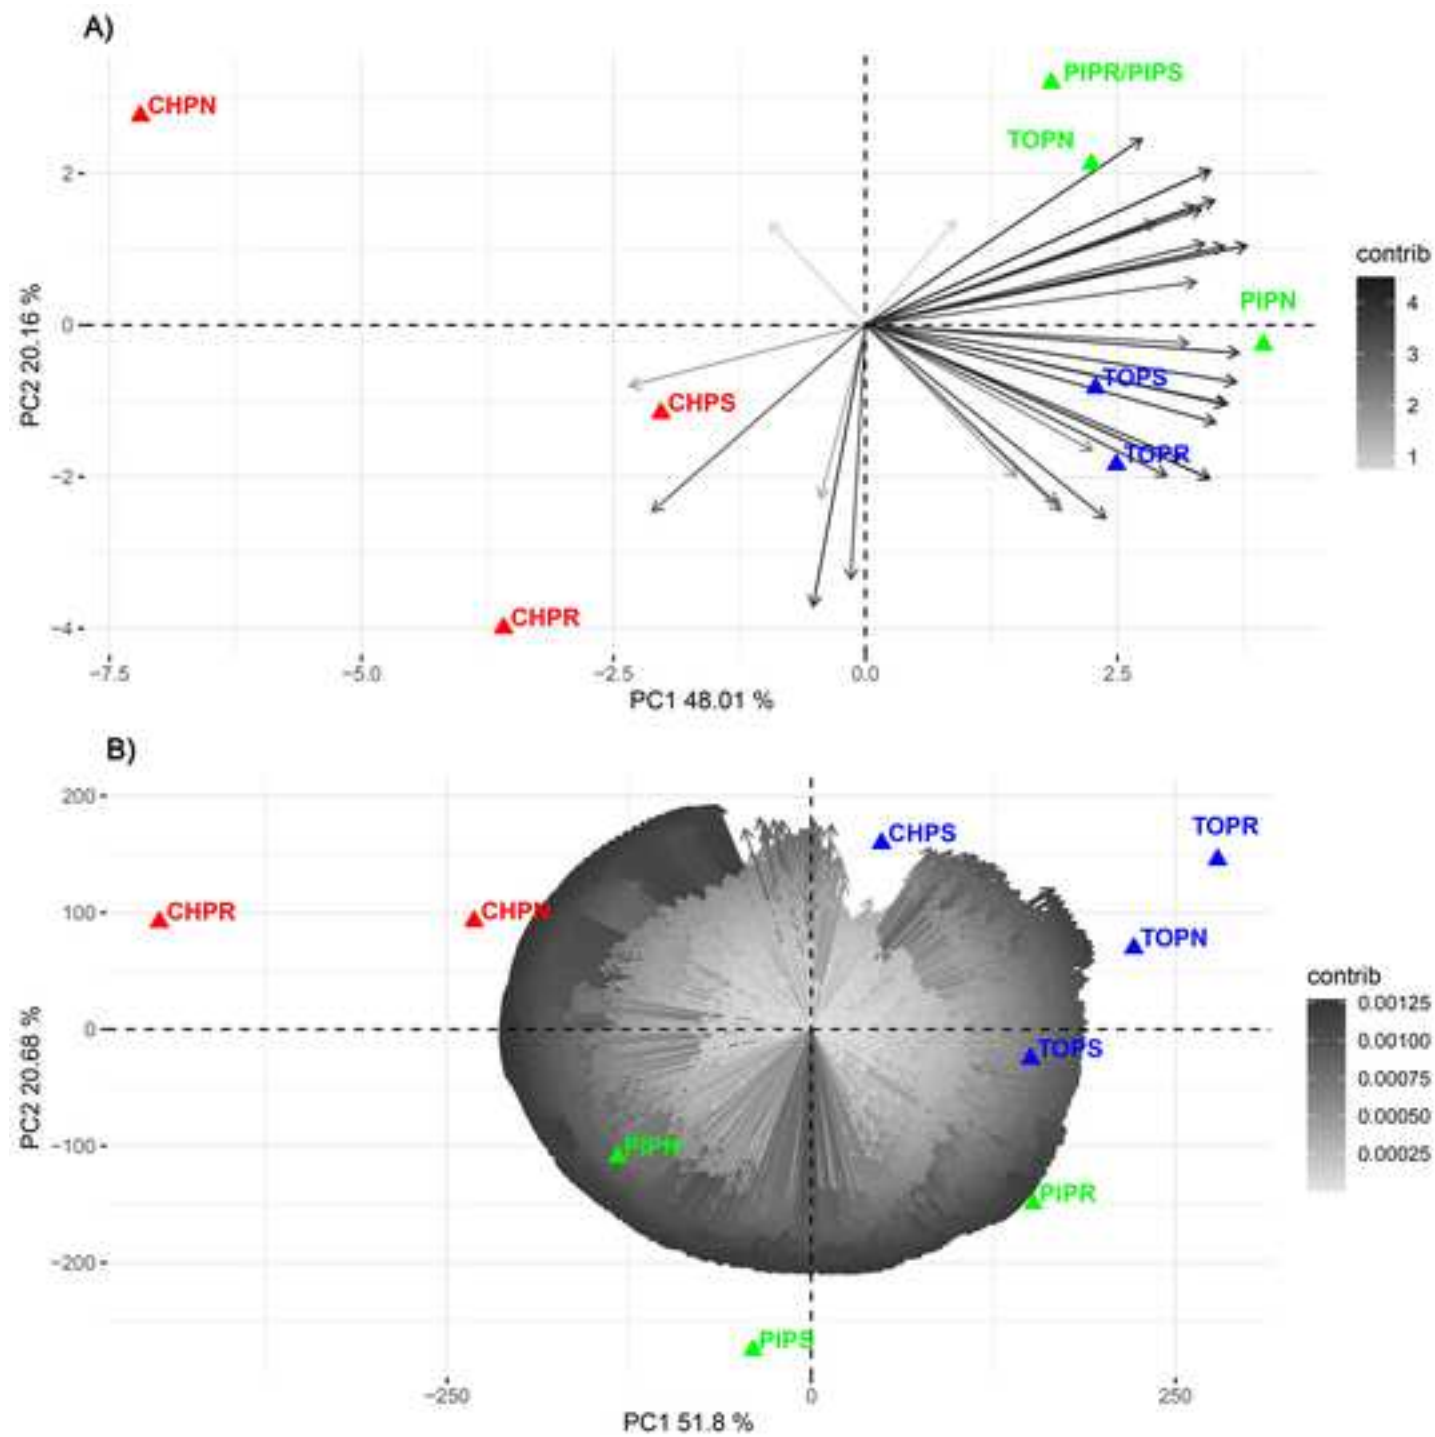 A)
PIPR/PIPS
CHPN
TOPN
2
contrib
4
PIPN
0
3
TOPS
CHPS
2
TOPR
1
−2
CHPR
−4
−7.5 −5.0 −2.5 0.0 2.5
PC1 48.01 %
PC2 20.16 %
B)
200
TOPR
CHPS
CHPR CHPN
100
TOPN
contrib
0.00125
0
TOPS
0.00100
0.00075
0.00050
PIPN
−100
0.00025
PIPR
−200
PIPS
−250 0 250
PC1 51.8 %
PC2 20.68 %